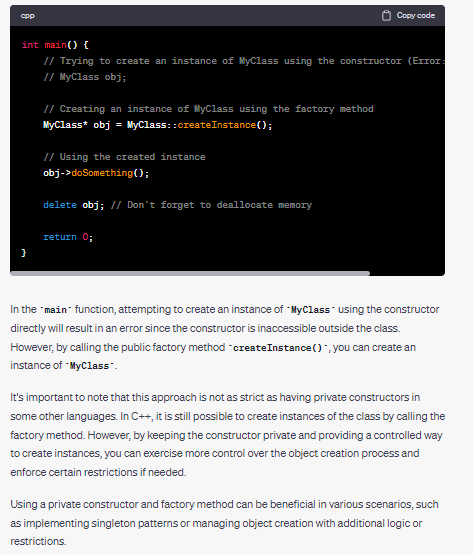 cpp
Copy code
int main() {
// Trying to create an instance of MyClass using the constructor (Error:
// MyClass obj;
// Creating an instance of MyClass using the factory method
MyClass* obj = MyClass::createInstance();
// Using the created instance
obj->doSomething();
delete obj; // Don't forget to deallocate memory
return 0;
}
In the `main` function, attempting to create an instance of `MyClass` using the constructor
directly will result in an error since the constructor is inaccessible outside the class.
However, by calling the public factory method `createInstance()`, you can create an
instance of `MyClass`.
It's important to note that this approach is not as strict as having private constructors in
some other languages. In C++, it is still possible to create instances of the class by calling the
factory method. However, by keeping the constructor private and providing a controlled way
to create instances, you can exercise more control over the object creation process and
enforce certain restrictions if needed.
Using a private constructor and factory method can be beneficial in various scenarios, such
as implementing singleton patterns or managing object creation with additional logic or
restrictions.